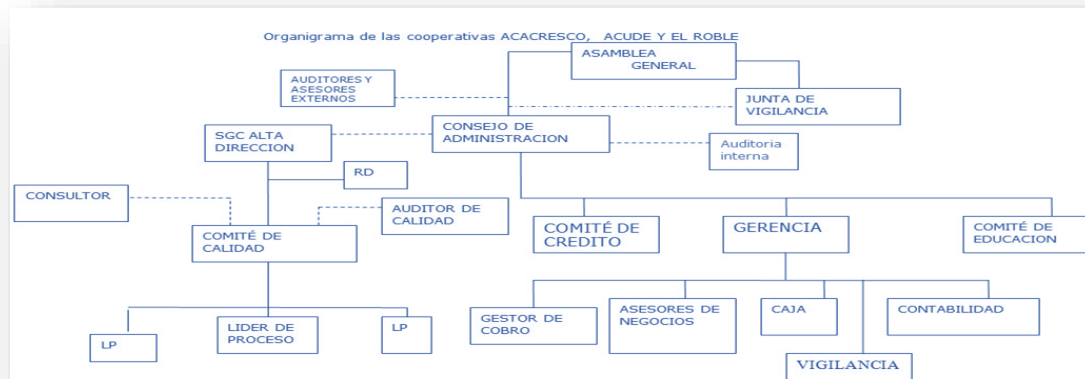 Organigrama de las cooperativas ACACRESCO, ACUDE Y EL ROBLE
ASAMBLEA
GENERAL
AUDITORES Y
ASESORES
EXTERNOS
JUNTA DE
VIGILANCIA
CONSEJO DE
ADMINISTRACION
SGC ALTA
DIRECCION
Auditoria
interna
RD
CONSULTOR
AUDITOR DE
CALIDAD
COMITÉ DE
CALIDAD
COMITÉ DE
CREDITO
GERENCIA
COMITÉ DE
EDUCACION
LP
LIDER DE
PROCESO
LP
GESTOR DE
COBRO
ASESORES DE
NEGOCIOS
CAJA
CONTABILIDAD
VIGILANCIA